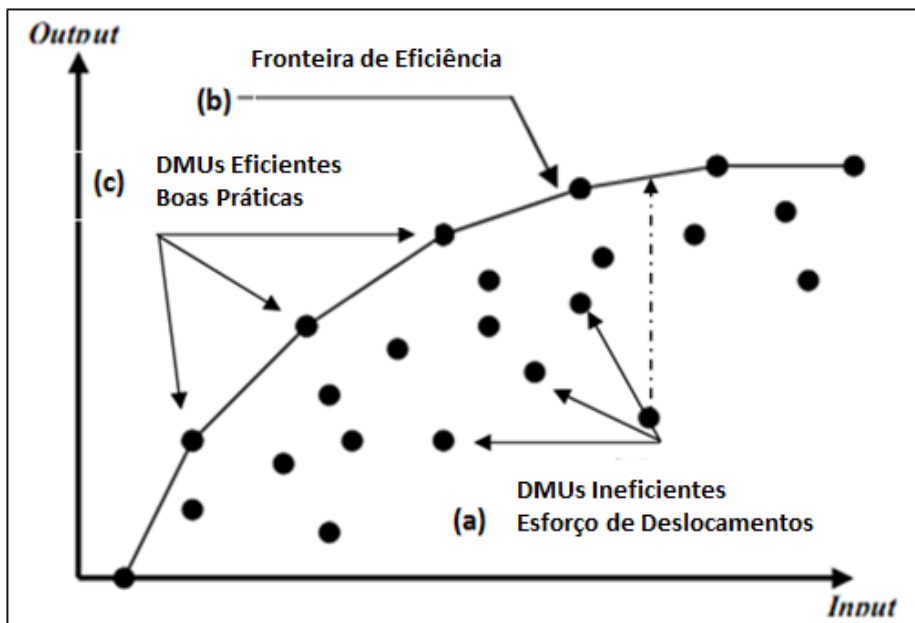 Output
Fronteira de Eficiência
(b)
(c)
DMUs Eficientes
Boas Práticas
DMUs Ineficientes
(a)
Esforço de Deslocamentos
Input